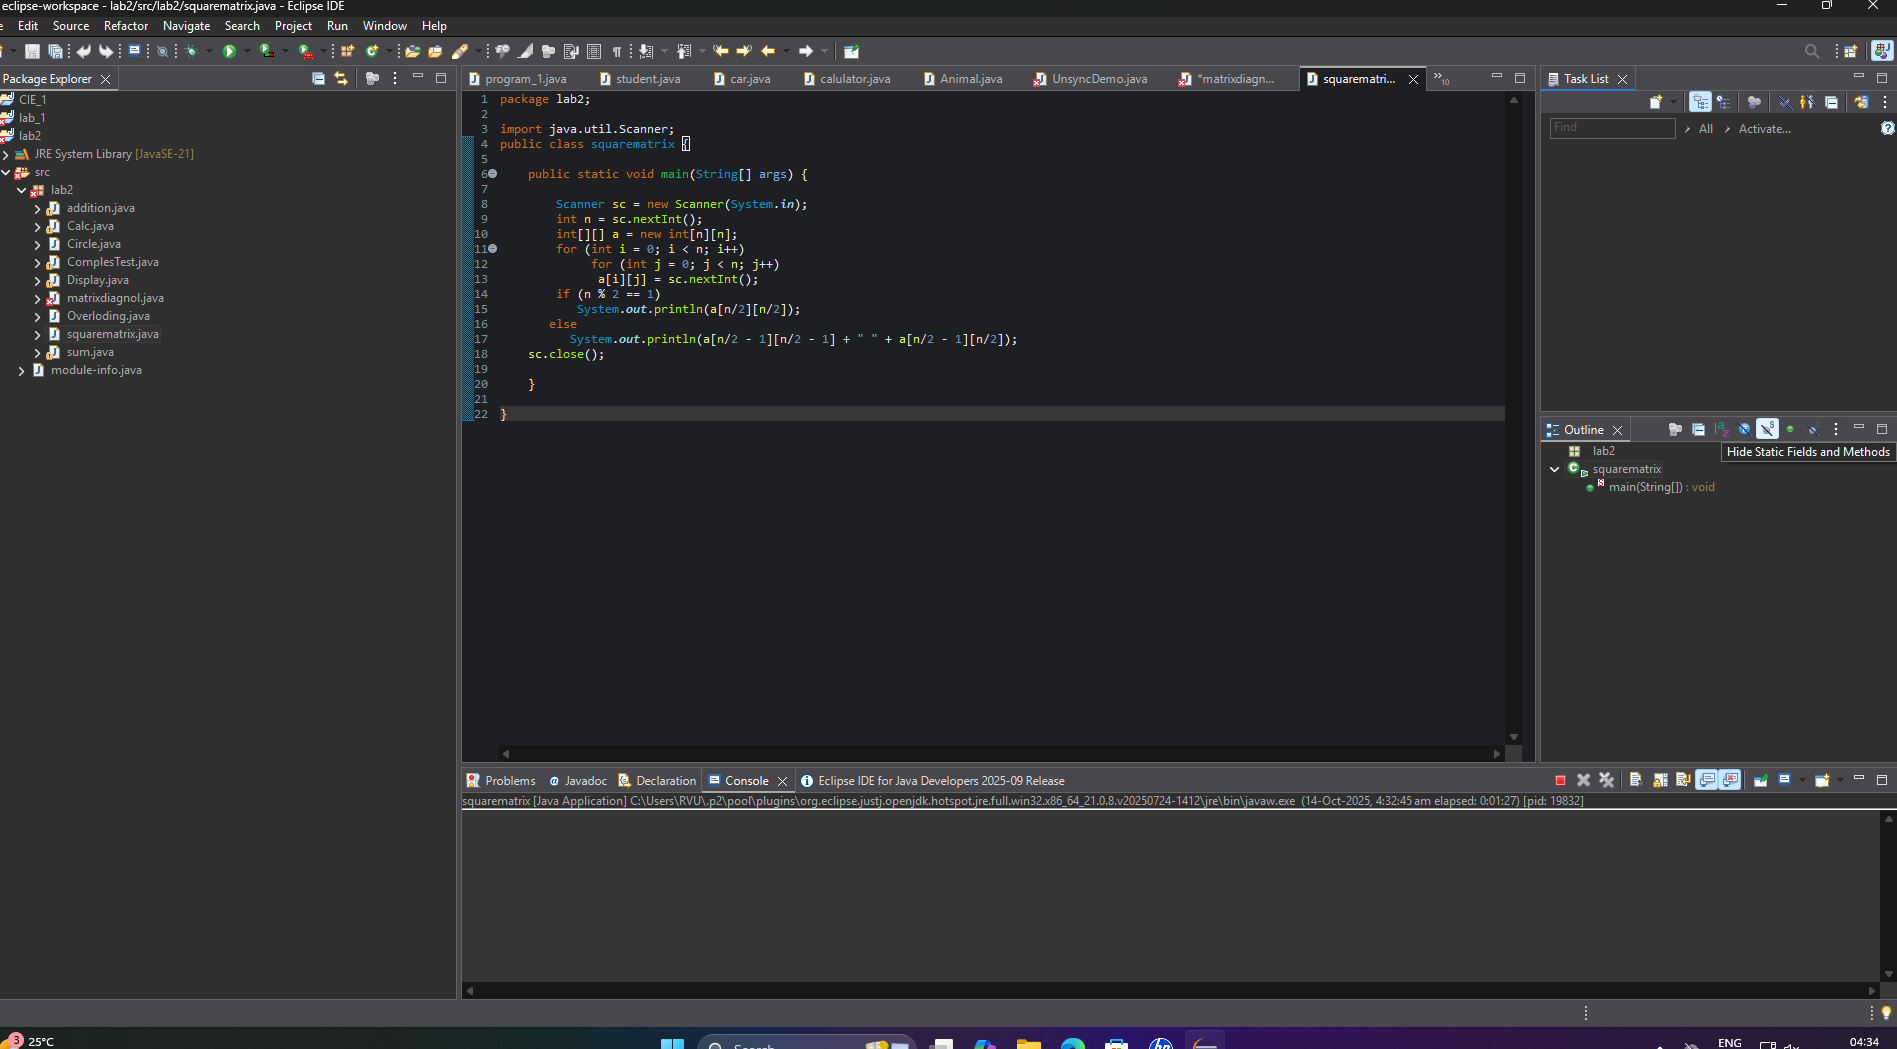 eclipse-workspace - lab2/src/lab2/squarematrix.java - Eclipse IDE
Edit Source Refactor Navigate Search Project Run Window Help
Package Explorer
CIE_1
lab_1
lab2
JRE System Library [JavaSE-21]
src
lab2
addition.java
Calc.java
Circle.java
ComplesTest.java
Display.java
matrixdiagnol.java
Overloding.java
squarematrix.java
sum.java
module-info.java
program_1.java student.java car.java calulator.java Animal.java UnsyncDemo.java *matrixdiagn... squarematri... »10
1 package lab2;
2
3 import java.util.Scanner;
4 public class squarematrix {
5
6 public static void main(String[] args) {
7
8 Scanner sc = new Scanner(System.in);
9 int n = sc.nextInt();
10 int[][] a = new int[n][n];
11 for (int i = 0; i < n; i++)
12 for (int j = 0; j < n; j++)
13 a[i][j] = sc.nextInt();
14 if (n % 2 == 1)
15 System.out.println(a[n/2][n/2]);
16 else
17 System.out.println(a[n/2 - 1][n/2 - 1] + " " + a[n/2 - 1][n/2]);
18 sc.close();
19
20 }
21
22 }
Task List
Find All Activate...
Outline
Hide Static Fields and Methods
lab2
squarematrix
main(String[]) : void
Problems Javadoc Declaration Console Eclipse IDE for Java Developers 2025-09 Release
squarematrix [Java Application] C:\Users\RVU\.p2\pool\plugins\org.eclipse.justj.openjdk.hotspot.jre.full.win32.x86_64_21.0.8.v20250724-1412\jre\bin\javaw.exe (14-Oct-2025, 4:32:45 am elapsed: 0:01:27) [pid: 19832]
3 25°C
Search
ENG
04:34